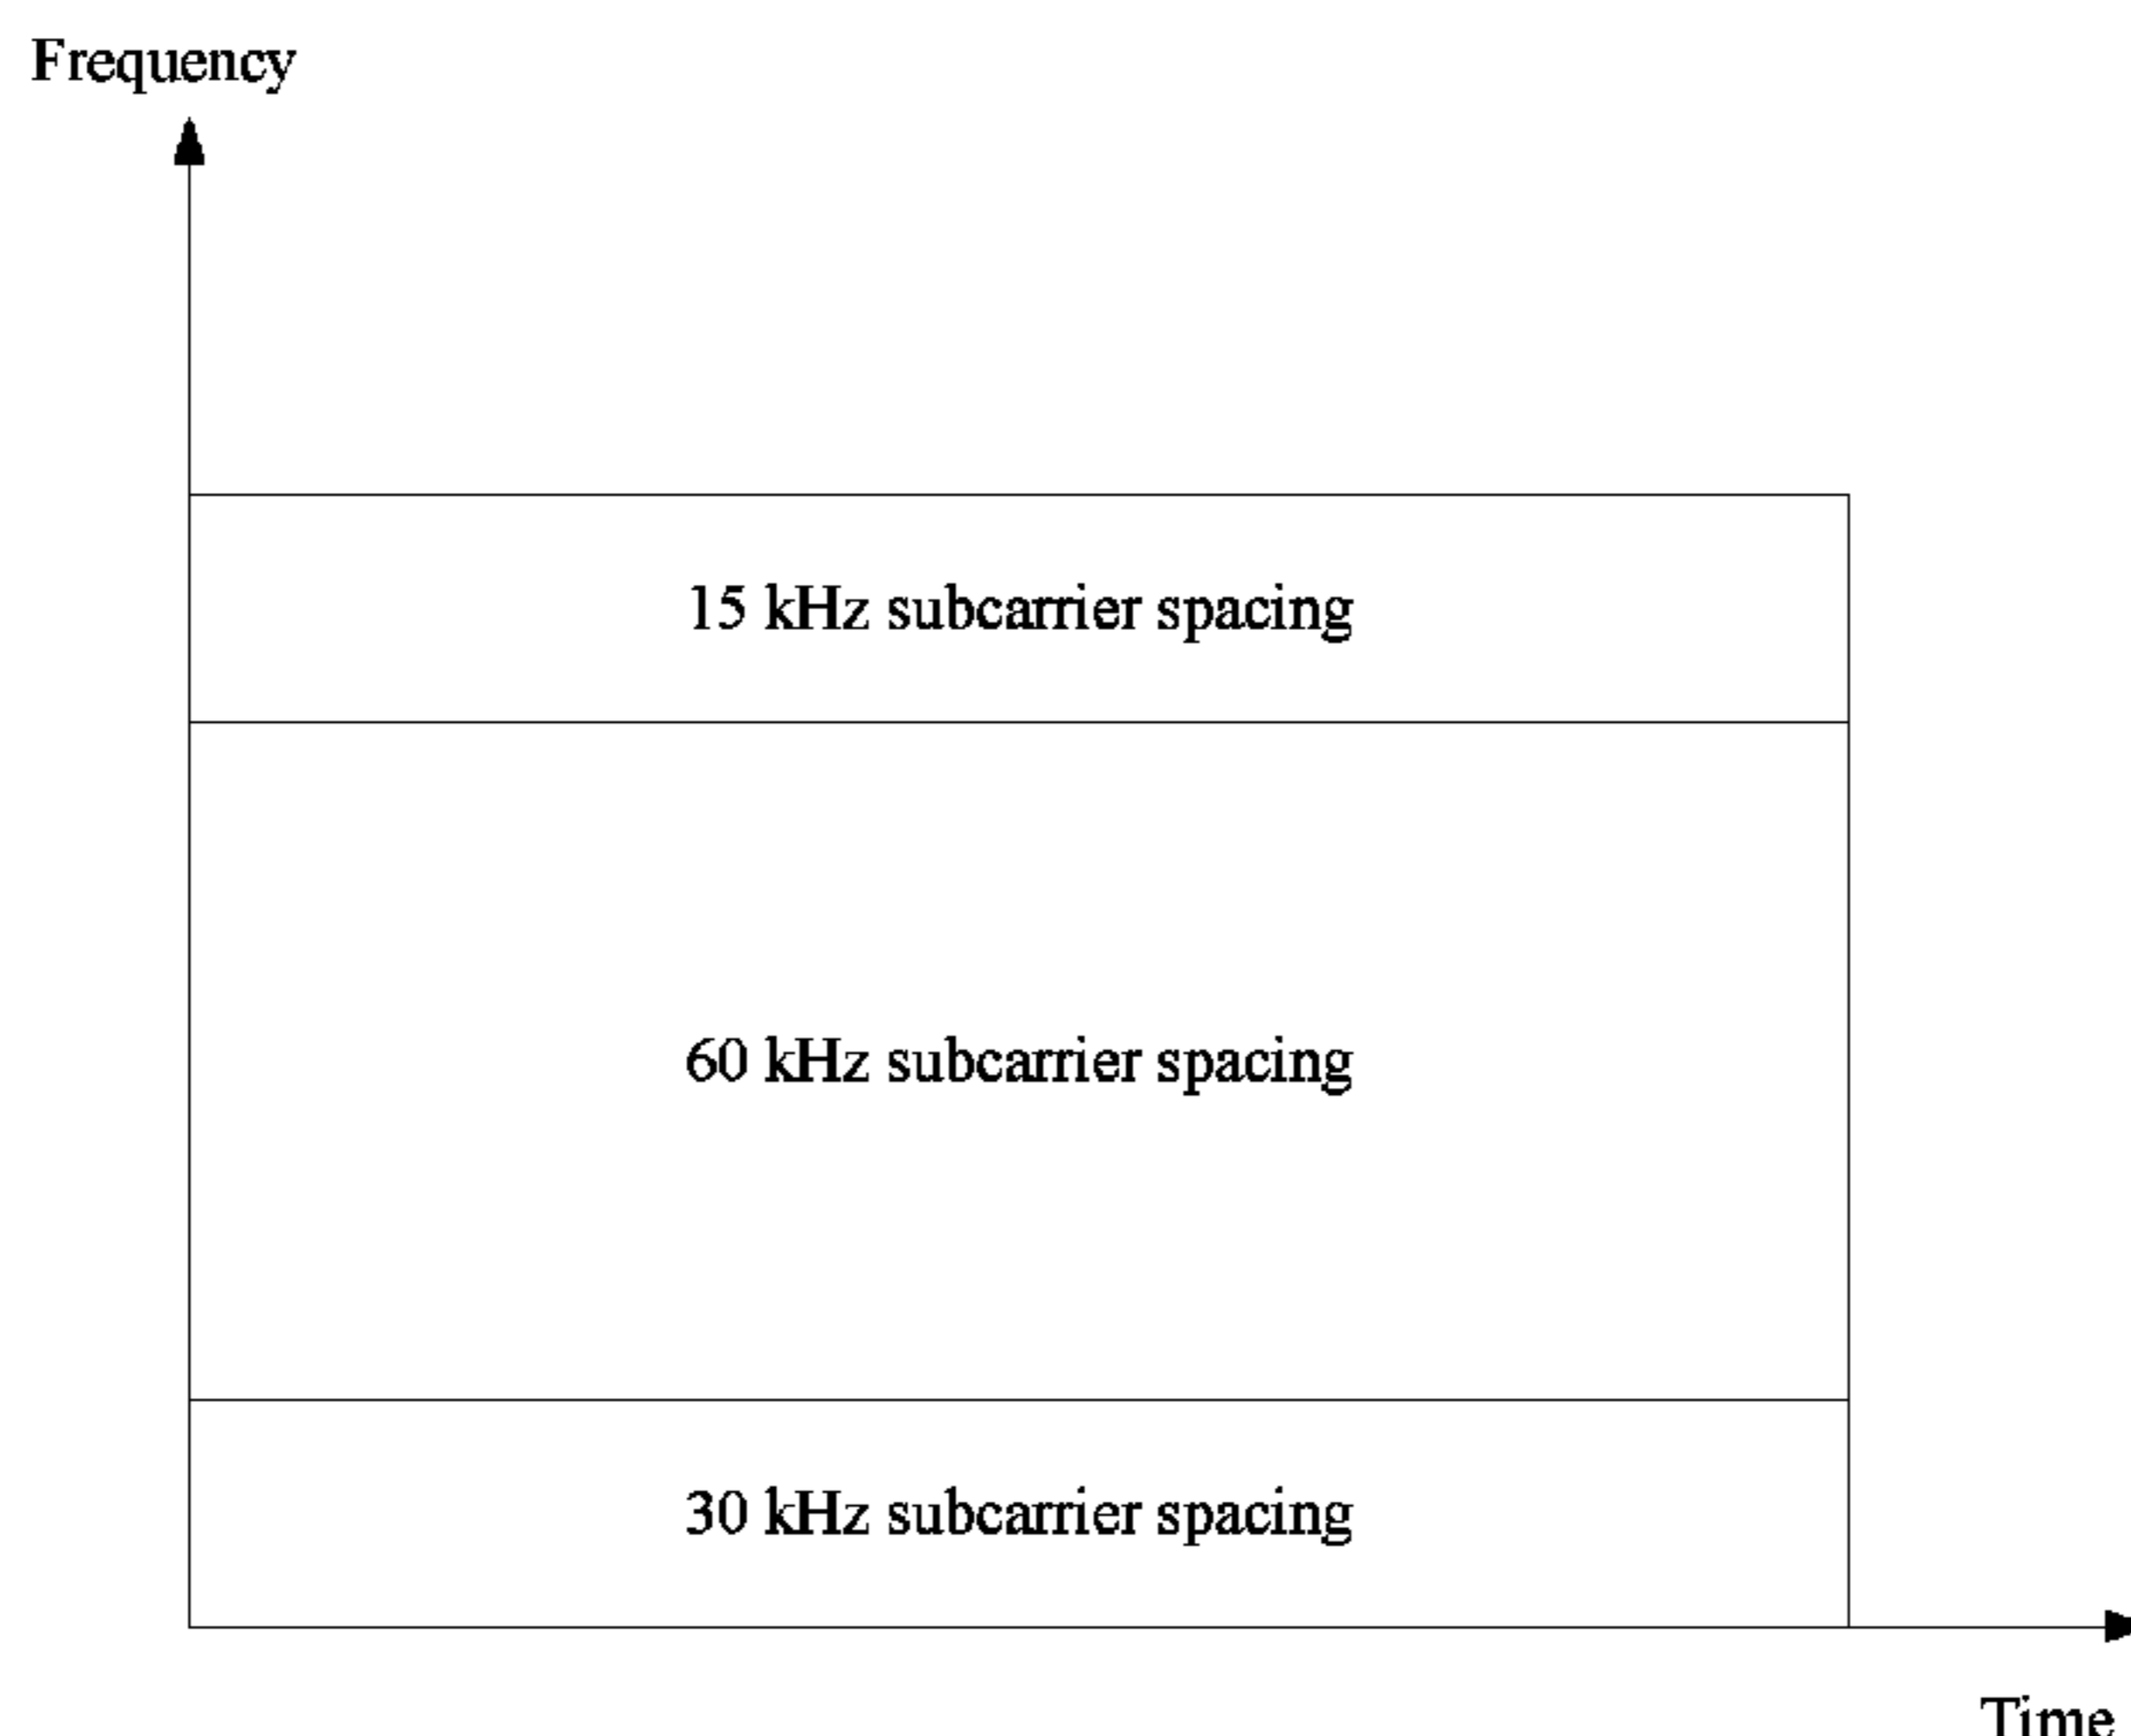 Frequency
15 kHz subcarrier spacing
60 kHz subcarrier spacing
30 kHz subcarrier spacing
Time